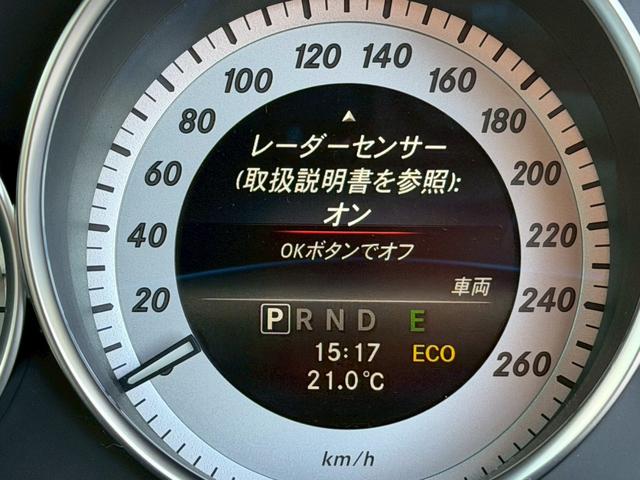 120 140
100 160
80 180
レーダーセンサー
60 (取扱説明書を参照): 200
オン
40 OKボタンでオフ 220
車両
20 240
P R N D E
15:17 ECO 260
21.0℃
km/h